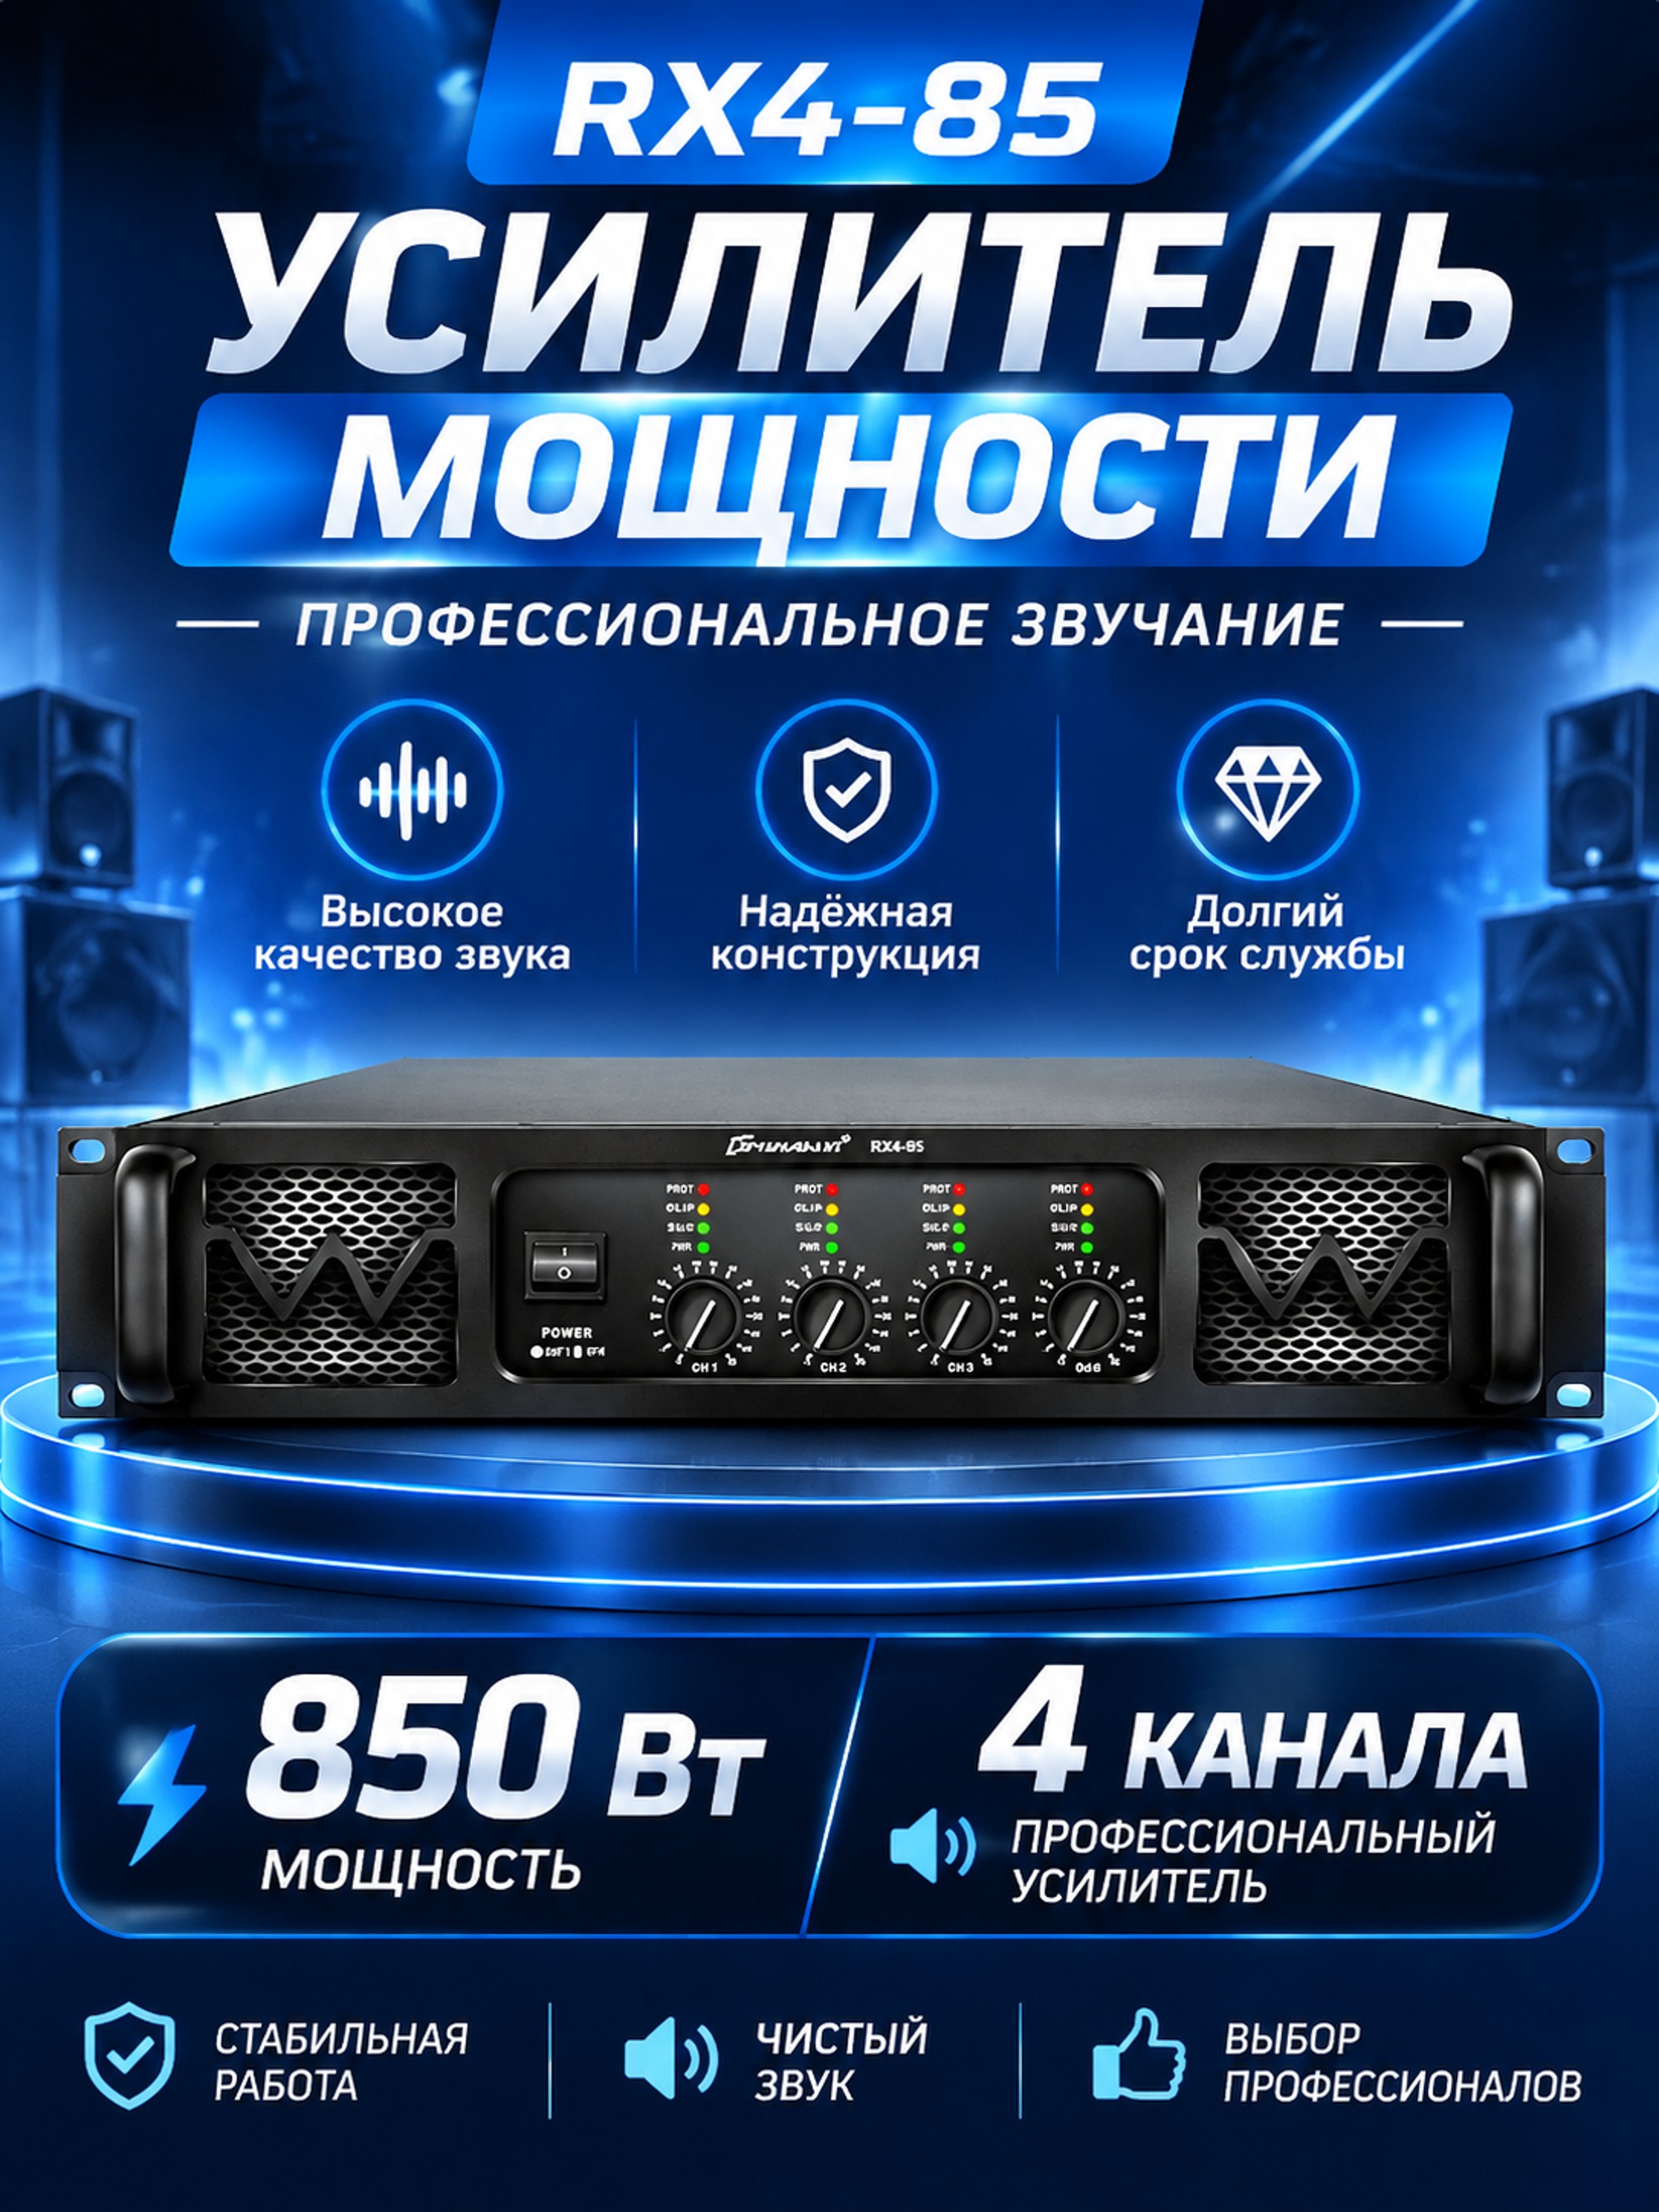 RX4-85
УСИЛИТЕЛЬ
МОЩНОСТИ
ПРОФЕССИОНАЛЬНОЕ ЗВУЧАНИЕ
Высокое
качество звука
Надёжная
конструкция
Долгий
срок службы
RX4-85
PROT PROT PROT PROT
CLIP CLIP CLIP CLIP
POWER
CH1 CH2 CH3
850 Вт
МОЩНОСТЬ
4 КАНАЛА
ПРОФЕССИОНАЛЬНЫЙ
УСИЛИТЕЛЬ
СТАБИЛЬНАЯ
РАБОТА
ЧИСТЫЙ
ЗВУК
ВЫБОР
ПРОФЕССИОНАЛОВ